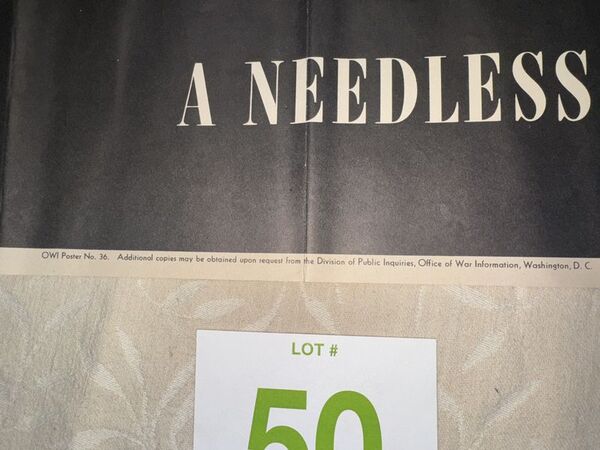 A NEEDLESS
OWI Poster No. 36. Additional copies may be obtained upon request from the Division of Public Inquiries, Office of War Information, Washington, D. C.
LOT #
50